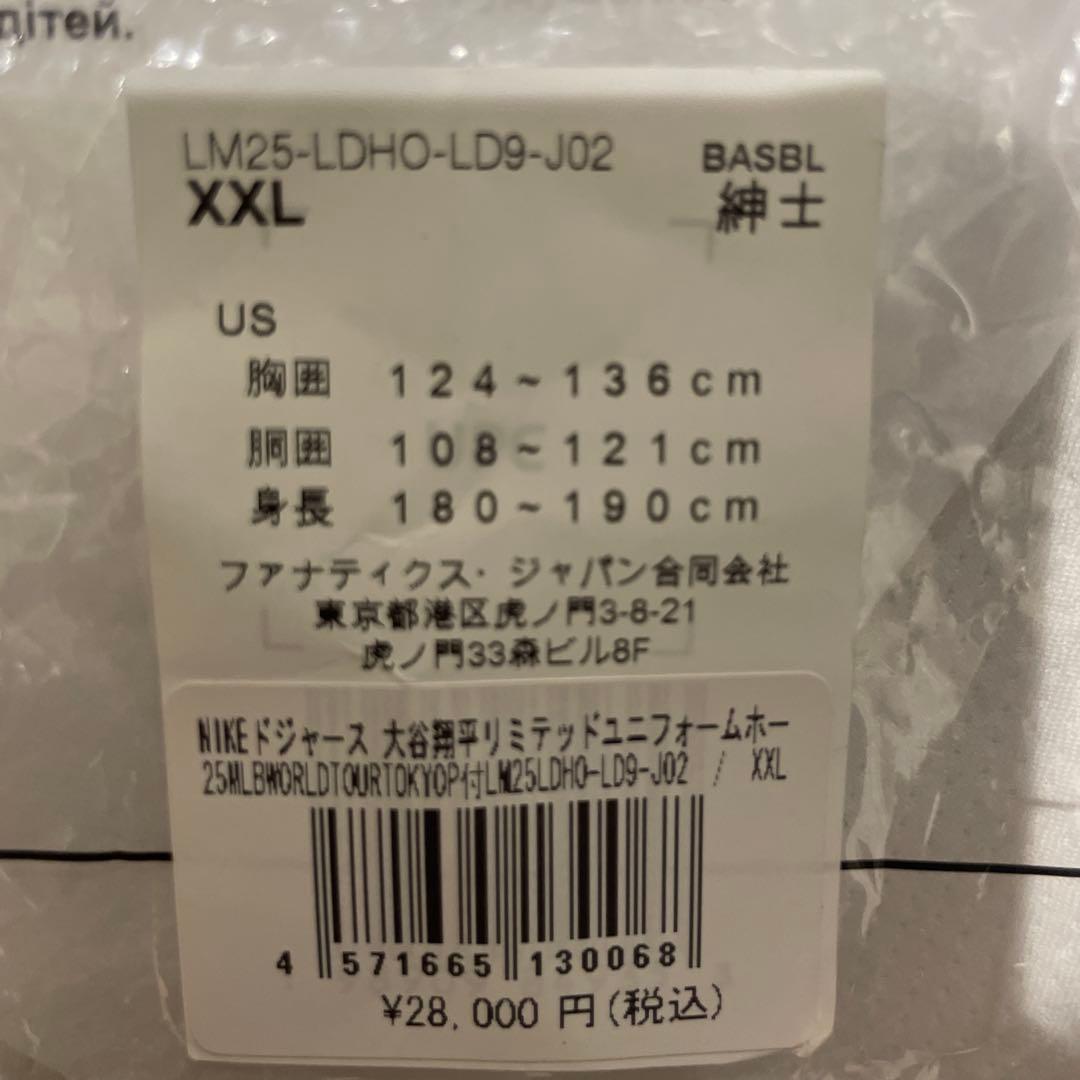 дітей.
LM25-LDHO-LD9-J02 BASBL
XXL 紳士
US
胸囲 124~136cm
胴囲 108~121cm
身長 180~190cm
ファナティクス・ジャパン合同会社
東京都港区虎ノ門3-8-21
虎ノ門33森ビル8F
NIKEドジャース 大谷翔平リミテッドユニフォームホー
25MLBWORLDTOURTOKYOP付LM25LDHO-LD9-J02 / XXL
4 571665 130068
¥28,000 円(税込)